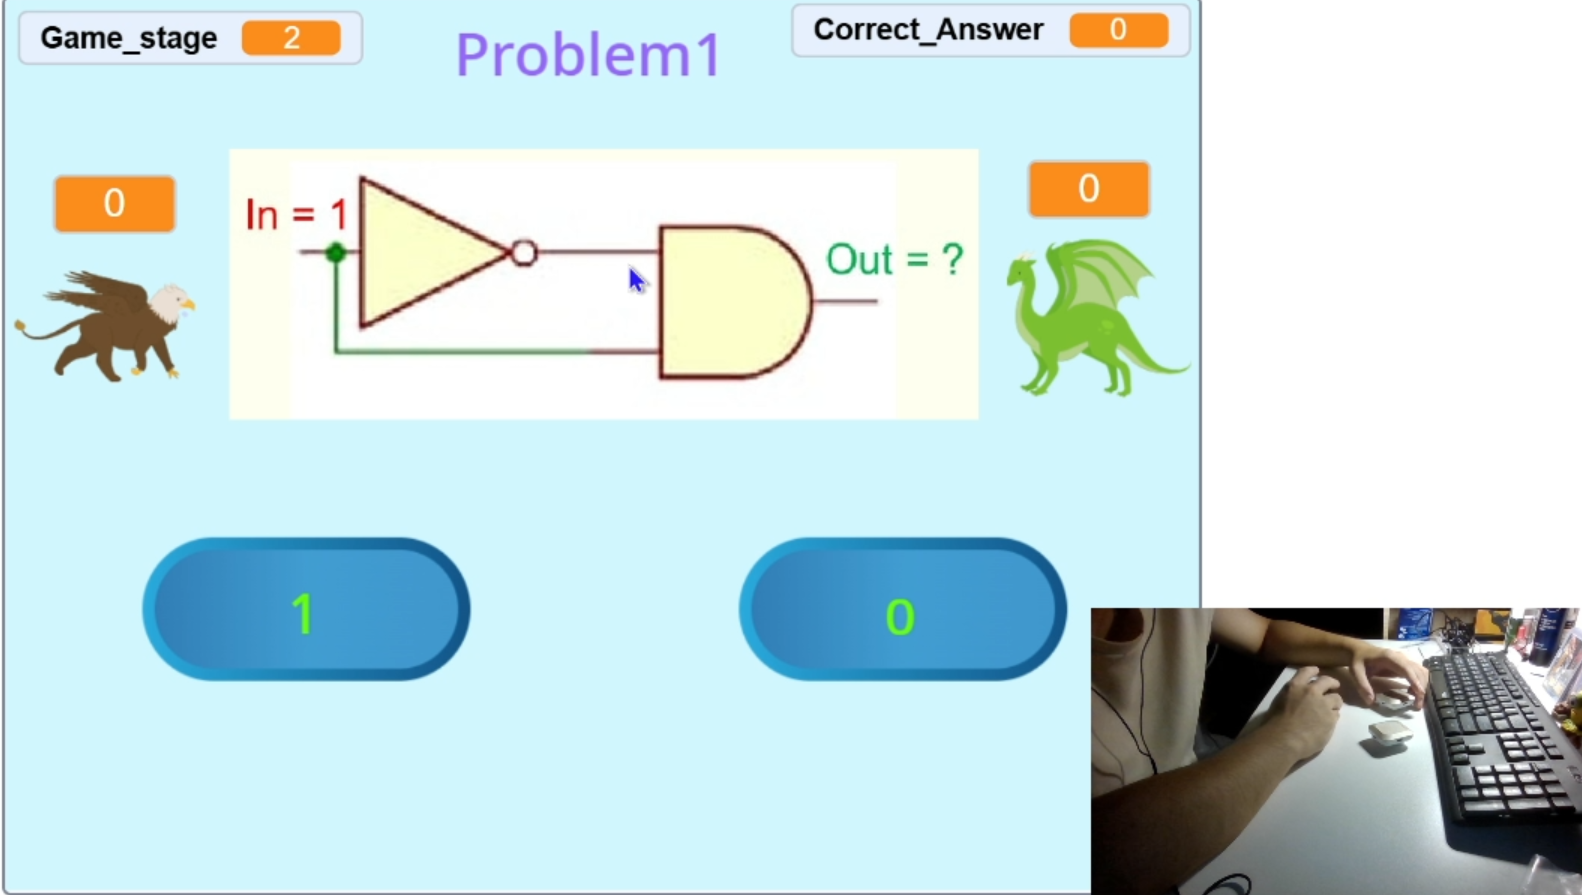 Game_stage 2
Problem1
Correct_Answer 0
0
0
In = 1
Out = ?
1
0